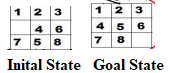 1 2 3 1 2 3
4 6 4 5 6
7 5 8 7 8
Inital State Goal State